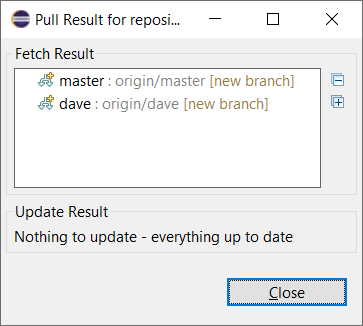 Pull Result for reposi...
Fetch Result
master : origin/master [new branch]
dave : origin/dave [new branch]
Update Result
Nothing to update - everything up to date
Close